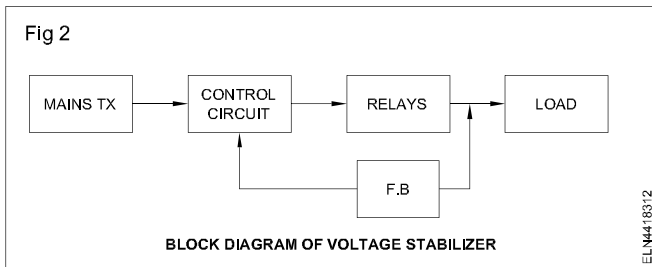 Fig 2
MAINS TX
CONTROL
CIRCUIT
RELAYS
LOAD
F.B
BLOCK DIAGRAM OF VOLTAGE STABILIZER
ELN4418312